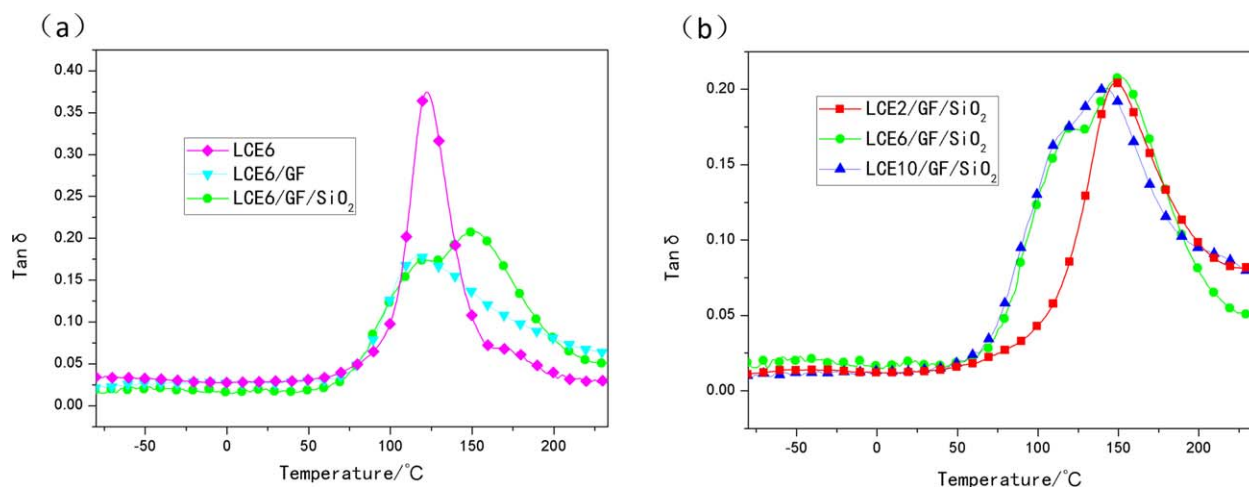 （a）
0.40
0.35
0.30
0.25
0.20
0.15
0.10
0.05
0.00
Tan δ
LCE6
LCE6/GF
LCE6/GF/SiO₂
-50
0
50
100
150
200
Temperature/℃
（b）
0.20
0.15
0.10
0.05
0.00
Tan δ
LCE2/GF/SiO₂
LCE6/GF/SiO₂
LCE10/GF/SiO₂
-50
0
50
100
150
200
Temperature/℃